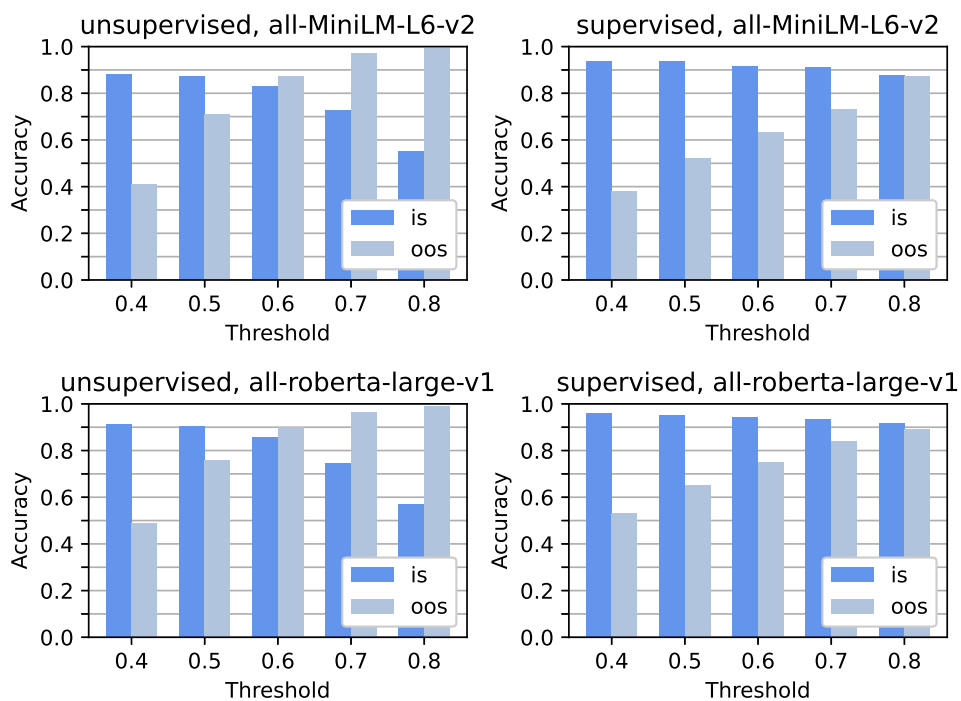 unsupervised, all-MiniLM-L6-v2
1.0
0.8
0.6
0.4
0.2
0.0
Accuracy
is
oos
0.4 0.5 0.6 0.7 0.8
Threshold
supervised, all-MiniLM-L6-v2
1.0
0.8
0.6
0.4
0.2
0.0
Accuracy
is
oos
0.4 0.5 0.6 0.7 0.8
Threshold
unsupervised, all-roberta-large-v1
1.0
0.8
0.6
0.4
0.2
0.0
Accuracy
is
oos
0.4 0.5 0.6 0.7 0.8
Threshold
supervised, all-roberta-large-v1
1.0
0.8
0.6
0.4
0.2
0.0
Accuracy
is
oos
0.4 0.5 0.6 0.7 0.8
Threshold